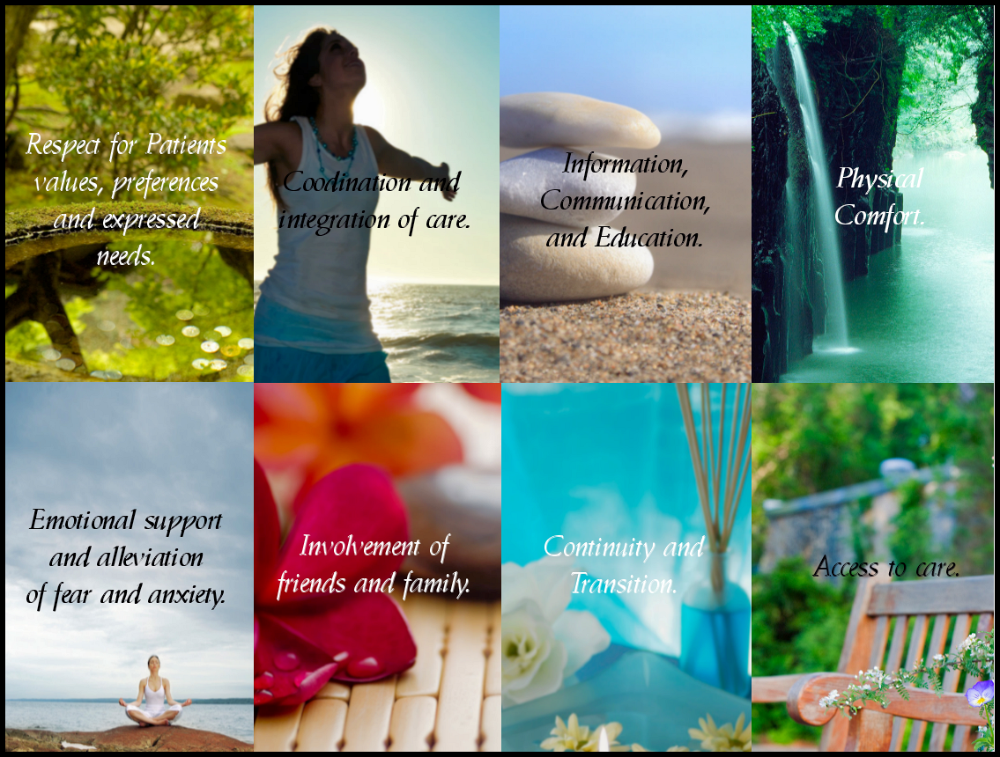 Respect for Patients
values, preferences
and expressed
needs.
Coodination and
integration of care.
Information,
Communication,
and Education.
Physical
Comfort.
Emotional support
and alleviation
of fear and anxiety.
Involvement of
friends and family.
Continuity and
Transition.
Access to care.